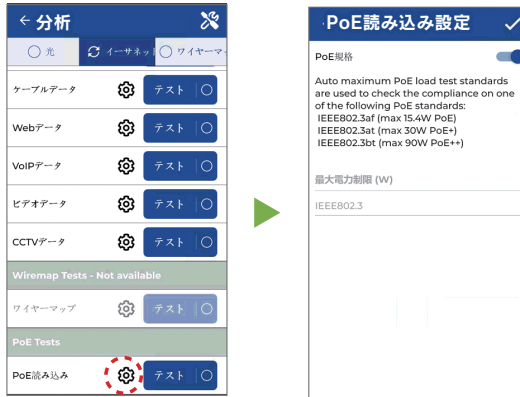 分析
光
イーサネッ
ワイヤーマ
ケーブルデータ
テスト
Webデータ
テスト
VoIPデータ
テスト
ビデオデータ
テスト
CCTVデータ
テスト
Wiremap Tests - Not available
ワイヤーマップ
テスト
PoE Tests
PoE読み込み
テスト
PoE読み込み設定
PoE規格
Auto maximum PoE load test standards
are used to check the compliance on one
of the following PoE standards:
IEEE802.3af (max 15.4W PoE)
IEEE802.3at (max 30W PoE+)
IEEE802.3bt (max 90W PoE++)
最大電力制限 (W)
IEEE802.3